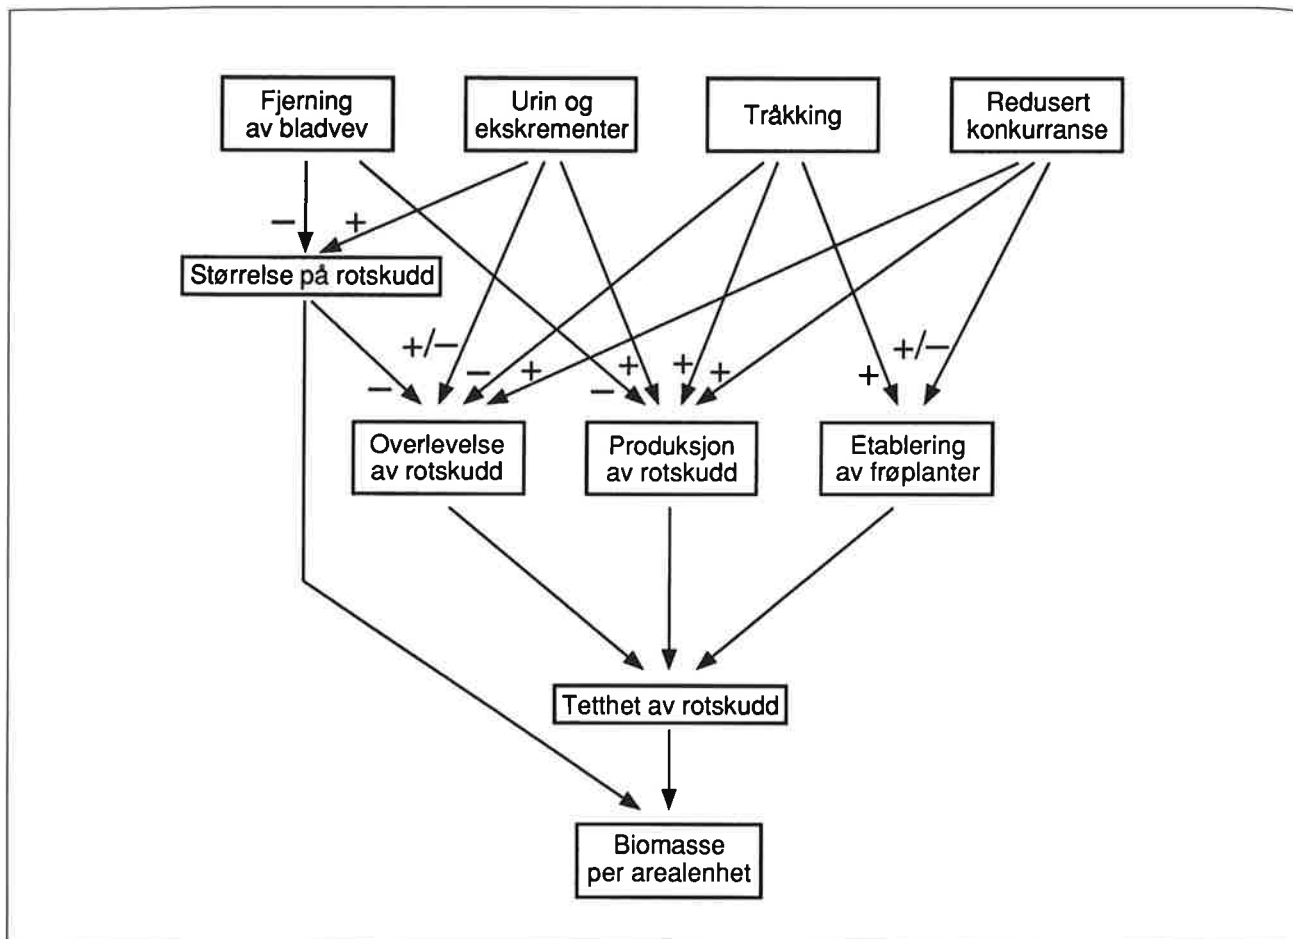 Fjerning
av bladvev
Urin og
ekskrementer
Tråkking
Redusert
konkurranse
–
+
Størrelse på rotskudd
+/–
–
–
+
–
+
+
+
+
+/–
Overlevelse
av rotskudd
Produksjon
av rotskudd
Etablering
av frøplanter
Tetthet av rotskudd
Biomasse
per arealenhet